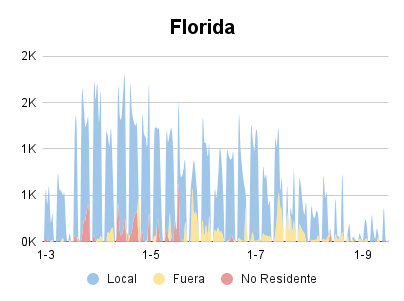 Florida
2K
2K
1K
1K
0K
1-3 1-5 1-7 1-9
Local Fuera No Residente